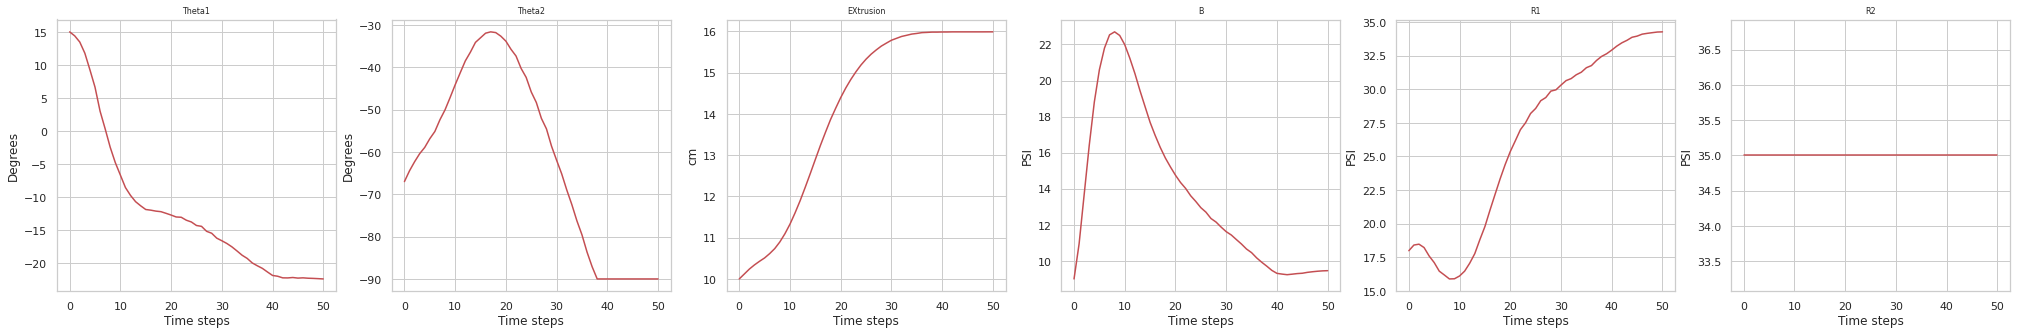 Theta1
15
10
5
0
−5
−10
−15
−20
Degrees
0 10 20 30 40 50
Time steps
Theta2
−30
−40
−50
−60
−70
−80
−90
Degrees
0 10 20 30 40 50
Time steps
EXtrusion
16
15
14
13
12
11
10
cm
0 10 20 30 40 50
Time steps
B
22
20
18
16
14
12
10
PSI
0 10 20 30 40 50
Time steps
R1
35.0
32.5
30.0
27.5
25.0
22.5
20.0
17.5
15.0
PSI
0 10 20 30 40 50
Time steps
R2
36.5
36.0
35.5
35.0
34.5
34.0
33.5
PSI
0 10 20 30 40 50
Time steps